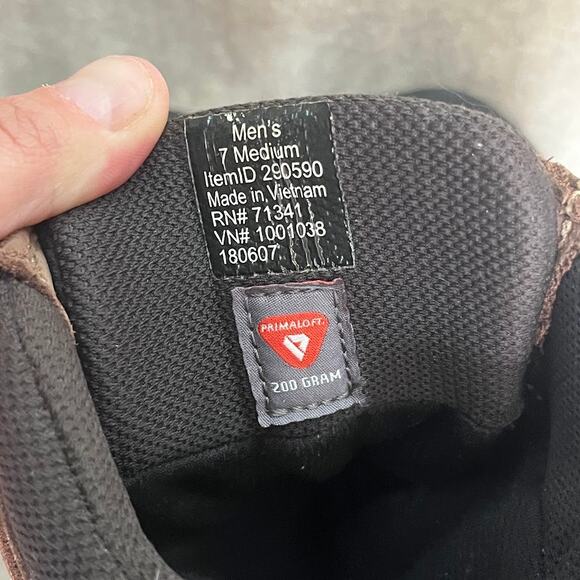 Men's
7 Medium
ItemID 290590
Made in Vietnam
RN# 71341
VN# 1001038
180607
PRIMALOFT
200 GRAM